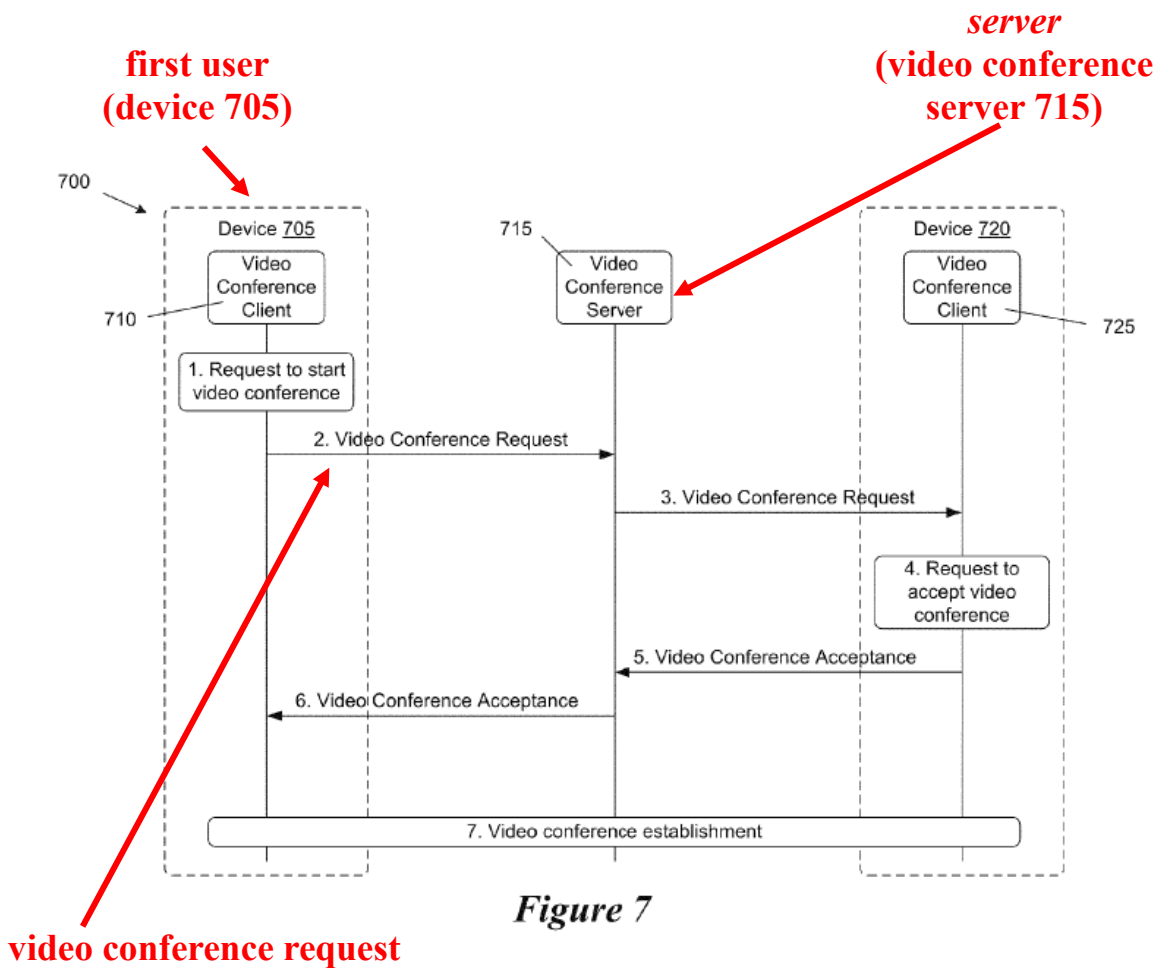 server
first user
(video conference
(device 705)
server 715)
700
Device 705
715
Device 720
Video
Conference
Client
Video
Conference
Server
Video
Conference
Client
710
725
1. Request to start
video conference
2. Video Conference Request
3. Video Conference Request
4. Request to
accept video
conference
5. Video Conference Acceptance
6. Video Conference Acceptance
7. Video conference establishment
Figure 7
video conference request